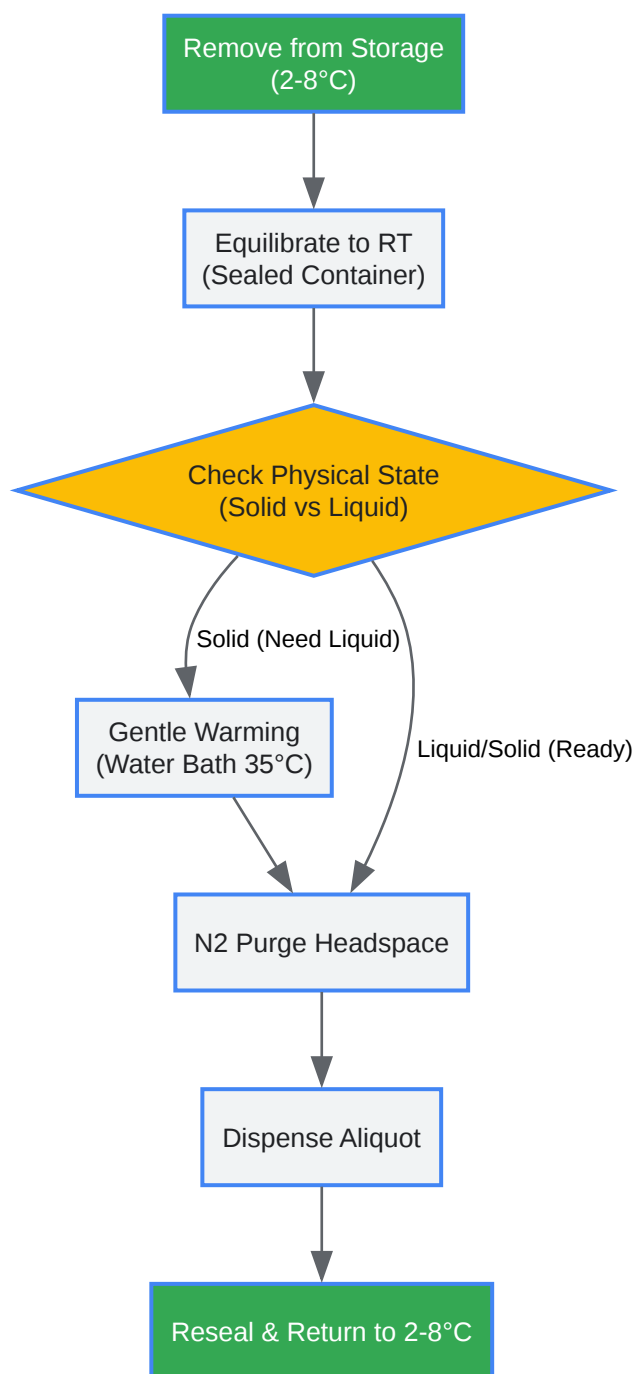 Remove from Storage
(2-8°C)
Equilibrate to RT
(Sealed Container)
Check Physical State
(Solid vs Liquid)
Solid (Need Liquid)
Gentle Warming
(Water Bath 35°C)
Liquid/Solid (Ready)
N2 Purge Headspace
Dispense Aliquot
Reseal & Return to 2-8°C